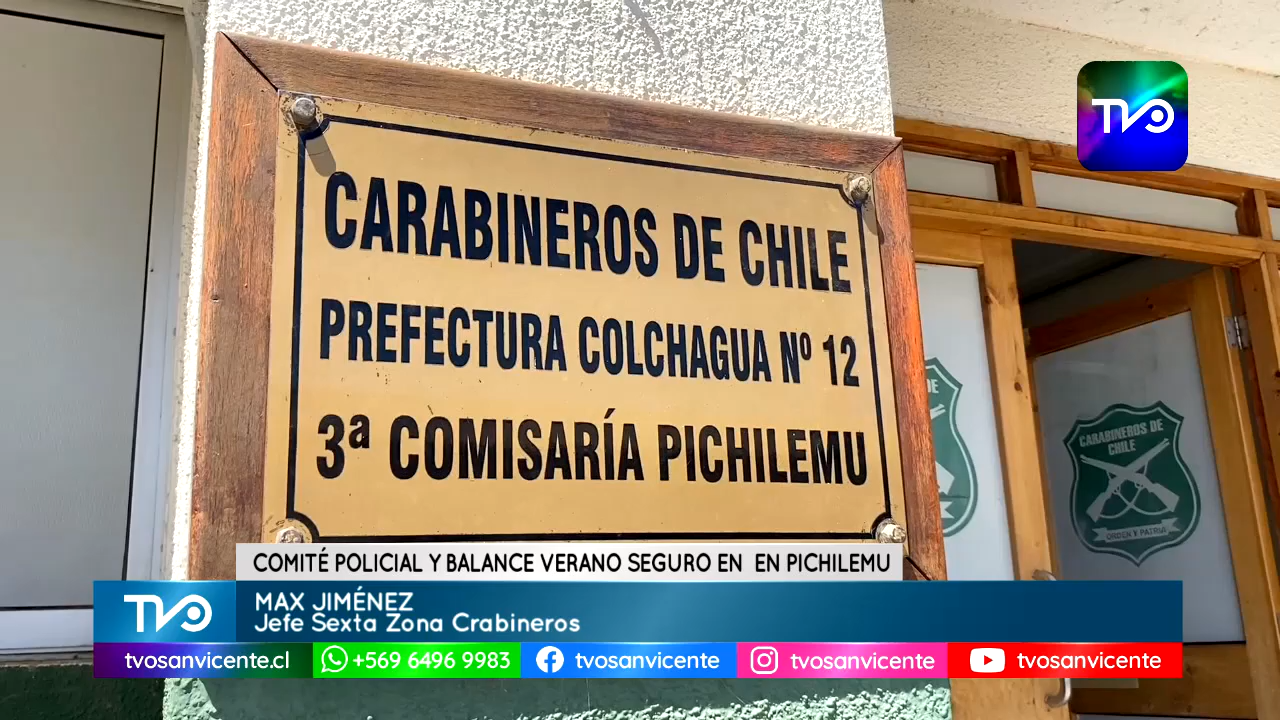 TVO
CARABINEROS DE CHILE
PREFECTURA COLCHAGUA Nº 12
3ª COMISARÍA PICHILEMU
DE
CARABINEROS DE
CHILE
ORDEN Y PATRIA
COMITÉ POLICIAL Y BALANCE VERANO SEGURO EN EN PICHILEMU
TVO
MAX JIMÉNEZ
Jefe Sexta Zona Crabineros
tvosanvicente.cl
+569 6496 9983
tvosanvicente
tvosanvicente
tvosanvicente